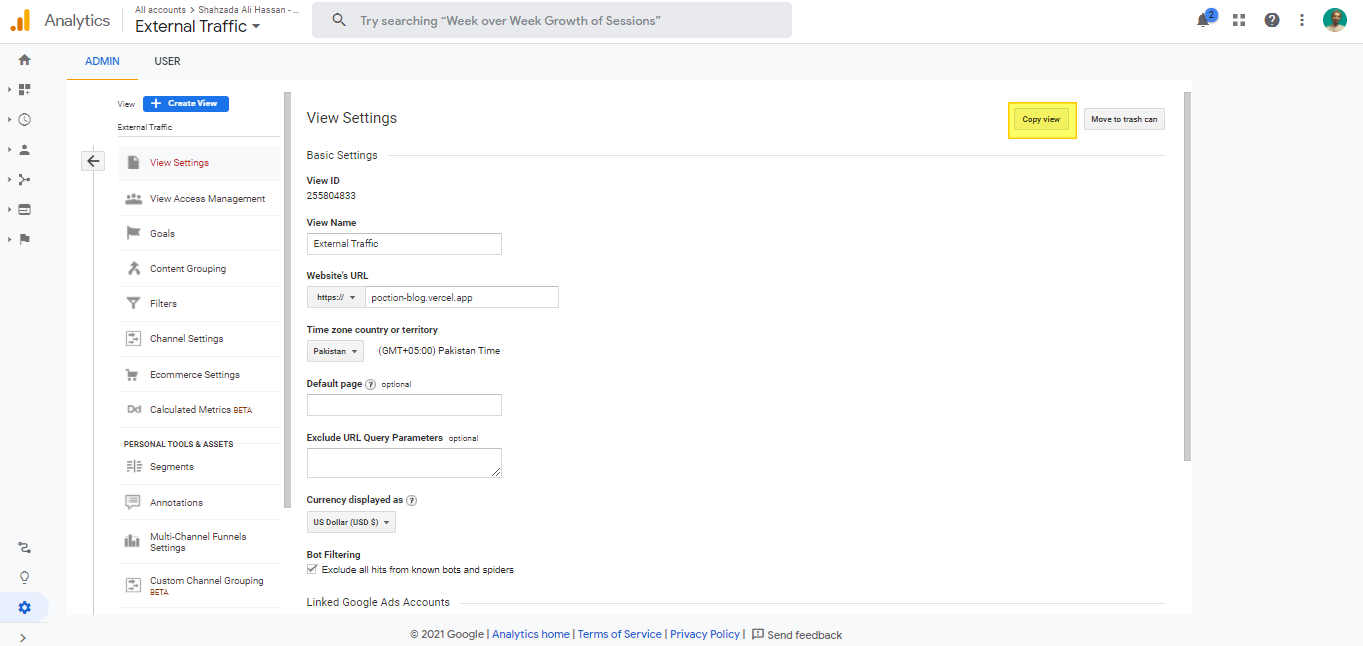 Analytics
All accounts > Shahzada Ali Hassan - ...
External Traffic
Try searching “Week over Week Growth of Sessions”
2
ADMIN
USER
View
+ Create View
External Traffic
View Settings
View Access Management
Goals
Content Grouping
Filters
Channel Settings
Ecommerce Settings
Dd Calculated Metrics BETA
PERSONAL TOOLS & ASSETS
Segments
Annotations
Multi-Channel Funnels
Settings
Custom Channel Grouping
BETA
View Settings
Copy view
Move to trash can
Basic Settings
View ID
255804833
View Name
External Traffic
Website's URL
https://
poction-blog.vercel.app
Time zone country or territory
Pakistan
(GMT+05:00) Pakistan Time
Default page ? optional
Exclude URL Query Parameters optional
Currency displayed as ?
US Dollar (USD $)
Bot Filtering
Exclude all hits from known bots and spiders
Linked Google Ads Accounts
© 2021 Google | Analytics home | Terms of Service | Privacy Policy | Send feedback